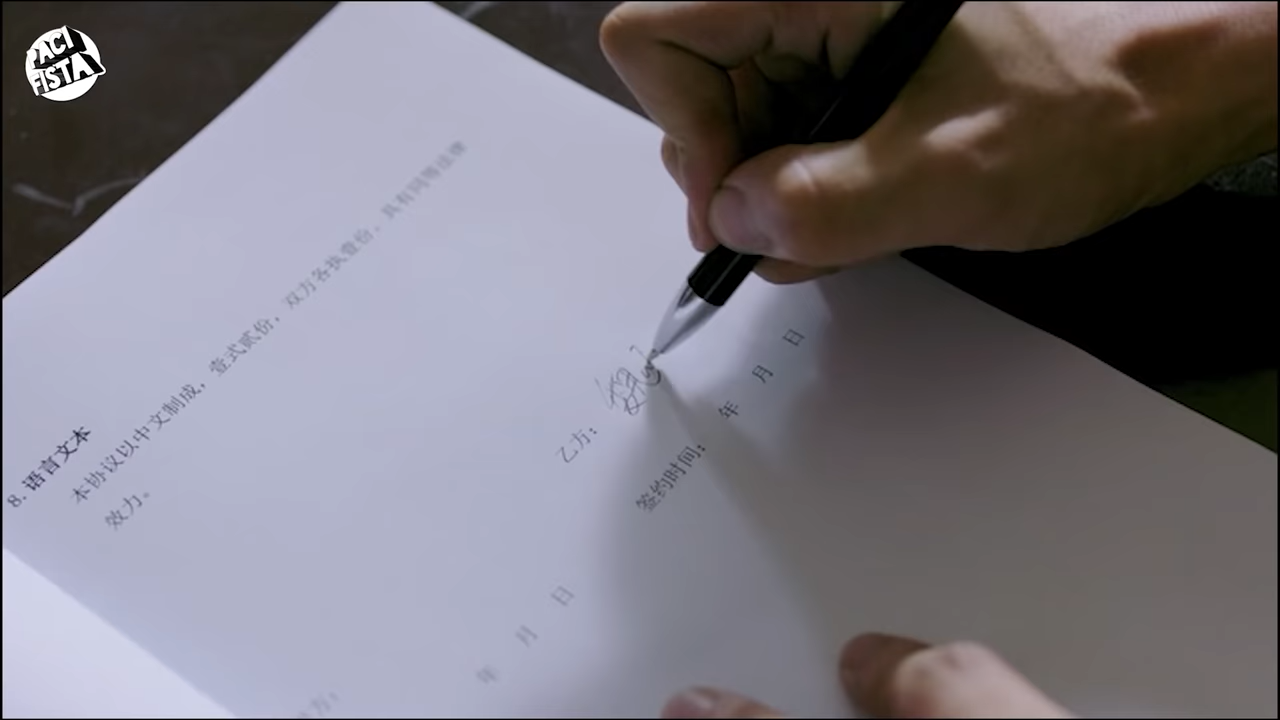 PACI
FISTA
8. 语言文本
本协议以中文制成，壹式贰份，双方各执壹份，具有同等法律
效力。
乙方：
签约时间：  年  月  日
方：
年  月  日